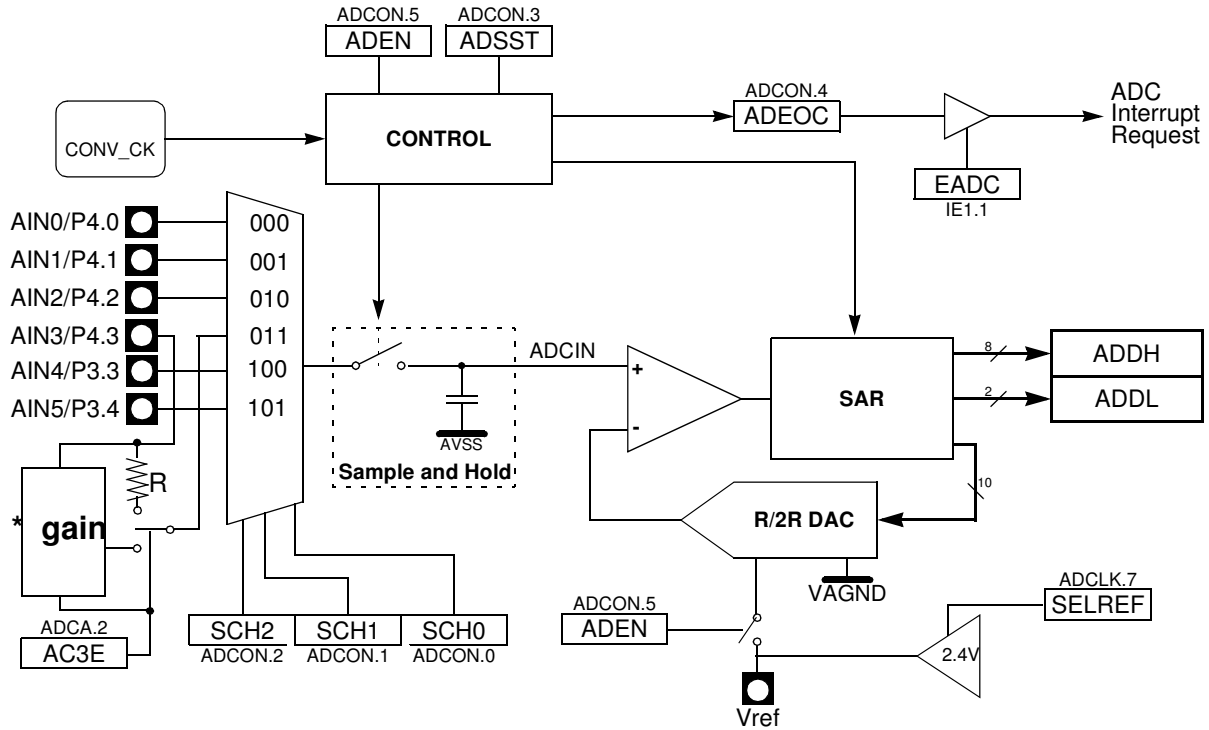 ADCON.5
ADEN
ADCON.3
ADSST
CONV_CK
CONTROL
ADCON.4
ADEOC
ADC
Interrupt
Request
EADC
IE1.1
AIN0/P4.0
000
AIN1/P4.1
001
AIN2/P4.2
010
AIN3/P4.3
011
AIN4/P3.3
100
AIN5/P3.4
101
ADCIN
AVSS
Sample and Hold
+
-
SAR
8
ADDH
2
ADDL
10
R
* gain
R/2R DAC
VAGND
ADCA.2
AC3E
SCH2
ADCON.2
SCH1
ADCON.1
SCH0
ADCON.0
ADCON.5
ADEN
ADCLK.7
SELREF
2.4V
Vref